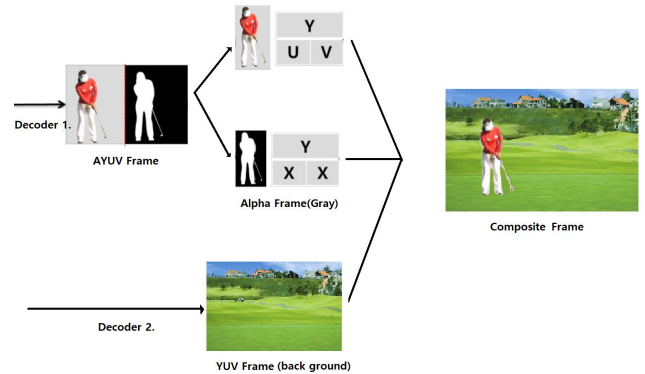 Y
U V
Decoder 1.
AYUV Frame
Y
X X
Alpha Frame(Gray)
Composite Frame
Decoder 2.
YUV Frame (back ground)